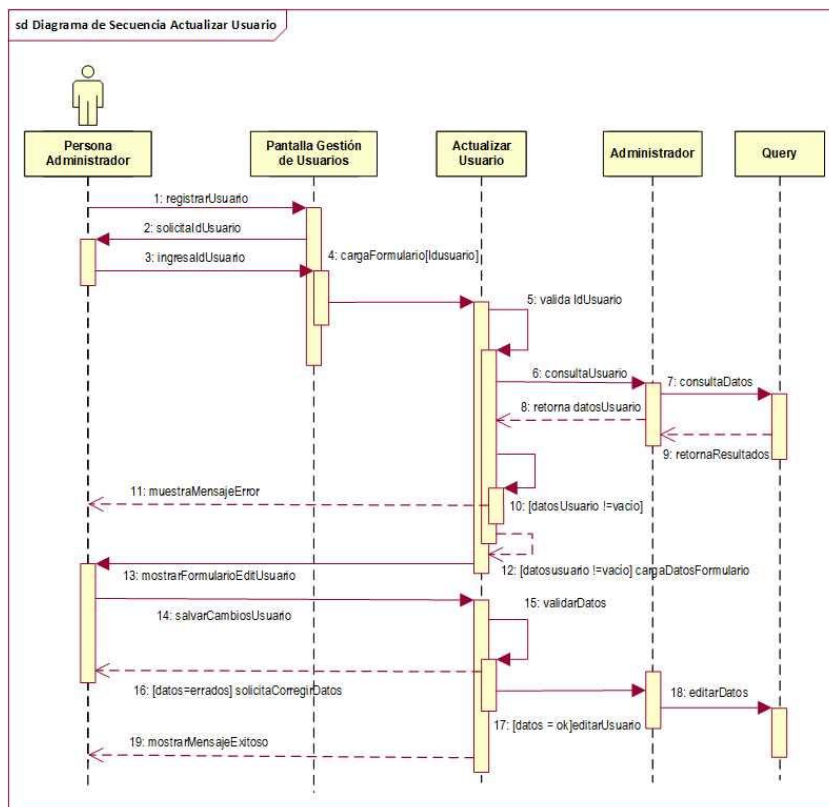 sd Diagrama de Secuencia Actualizar Usuario
Persona
Administrador
Pantalla Gestión
de Usuarios
Actualizar
Usuario
Administrador
Query
1: registrarUsuario
2: solicitaIdUsuario
3: ingresaIdUsuario
4: cargaFormulario[Idusuario]
5: valida IdUsuario
6: consultaUsuario
7: consultaDatos
8: retorna datosUsuario
9: retornaResultados
11: muestraMensajeError
10: [datosUsuario !=vacio]
12: [datosusuario !=vacio] cargaDatosFormulario
13: mostrarFormularioEditUsuario
14: salvarCambiosUsuario
15: validarDatos
16: [datos=errados] solicitaCorregirDatos
17: [datos = ok]editarUsuario
18: editarDatos
19: mostrarMensajeExitoso